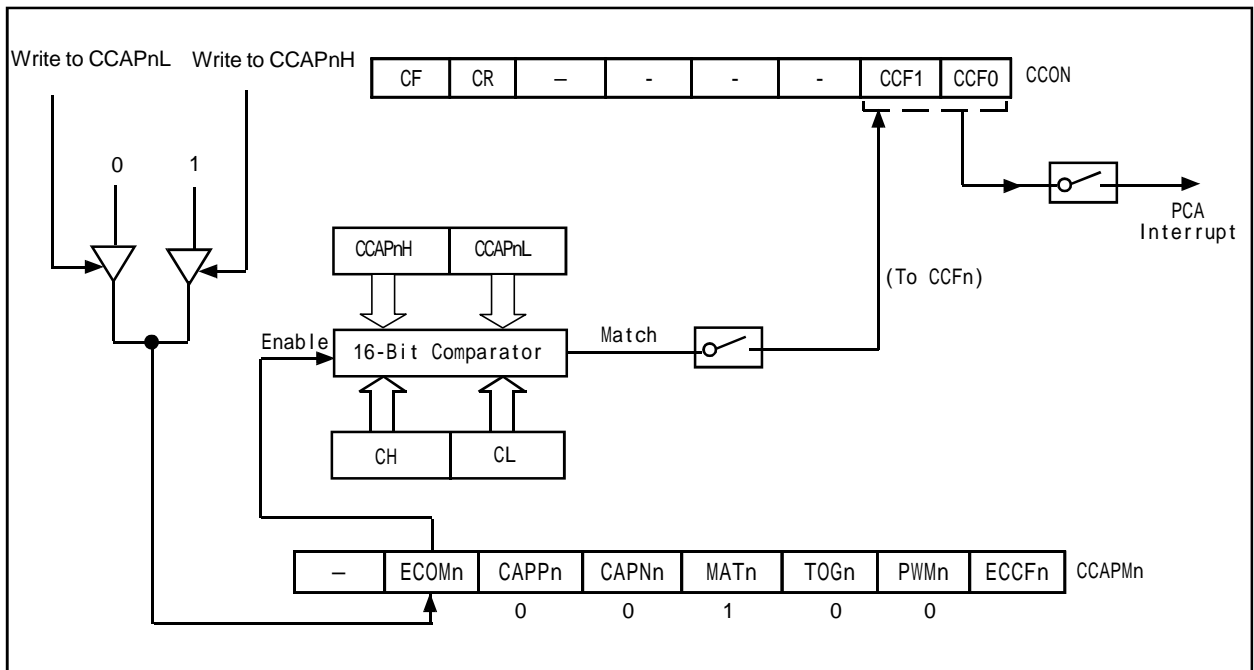 Write to CCAPnL Write to CCAPnH
CF CR – - - - CCF1 CCF0 CCON
0 1
PCA
Interrupt
CCAPnH CCAPnL
(To CCFn)
Enable 16-Bit Comparator Match
CH CL
– ECOMn CAPPn CAPNn MATn TOGn PWMn ECCFn CCAPMn
0 0 1 0 0